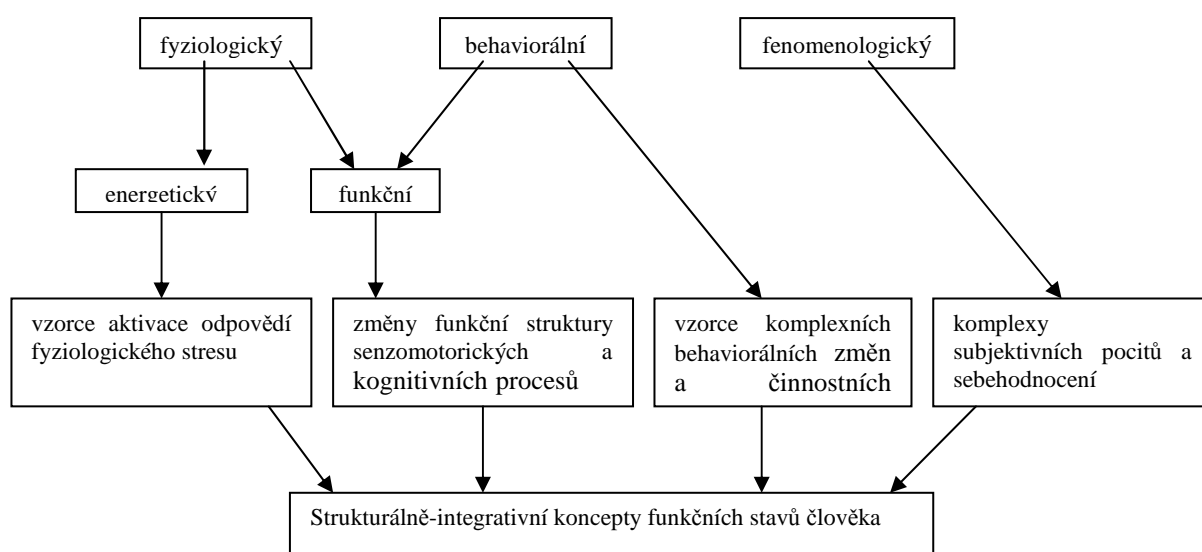 fyziologický
behaviorální
fenomenologický
energetický
funkční
vzorce aktivace odpovědí
fyziologického stresu
změny funkční struktury
senzomotorických a
kognitivních procesů
vzorce komplexních
behaviorálních změn
a činnostních
komplexy
subjektivních pocitů a
sebehodnocení
Strukturálně-integrativní koncepty funkčních stavů člověka